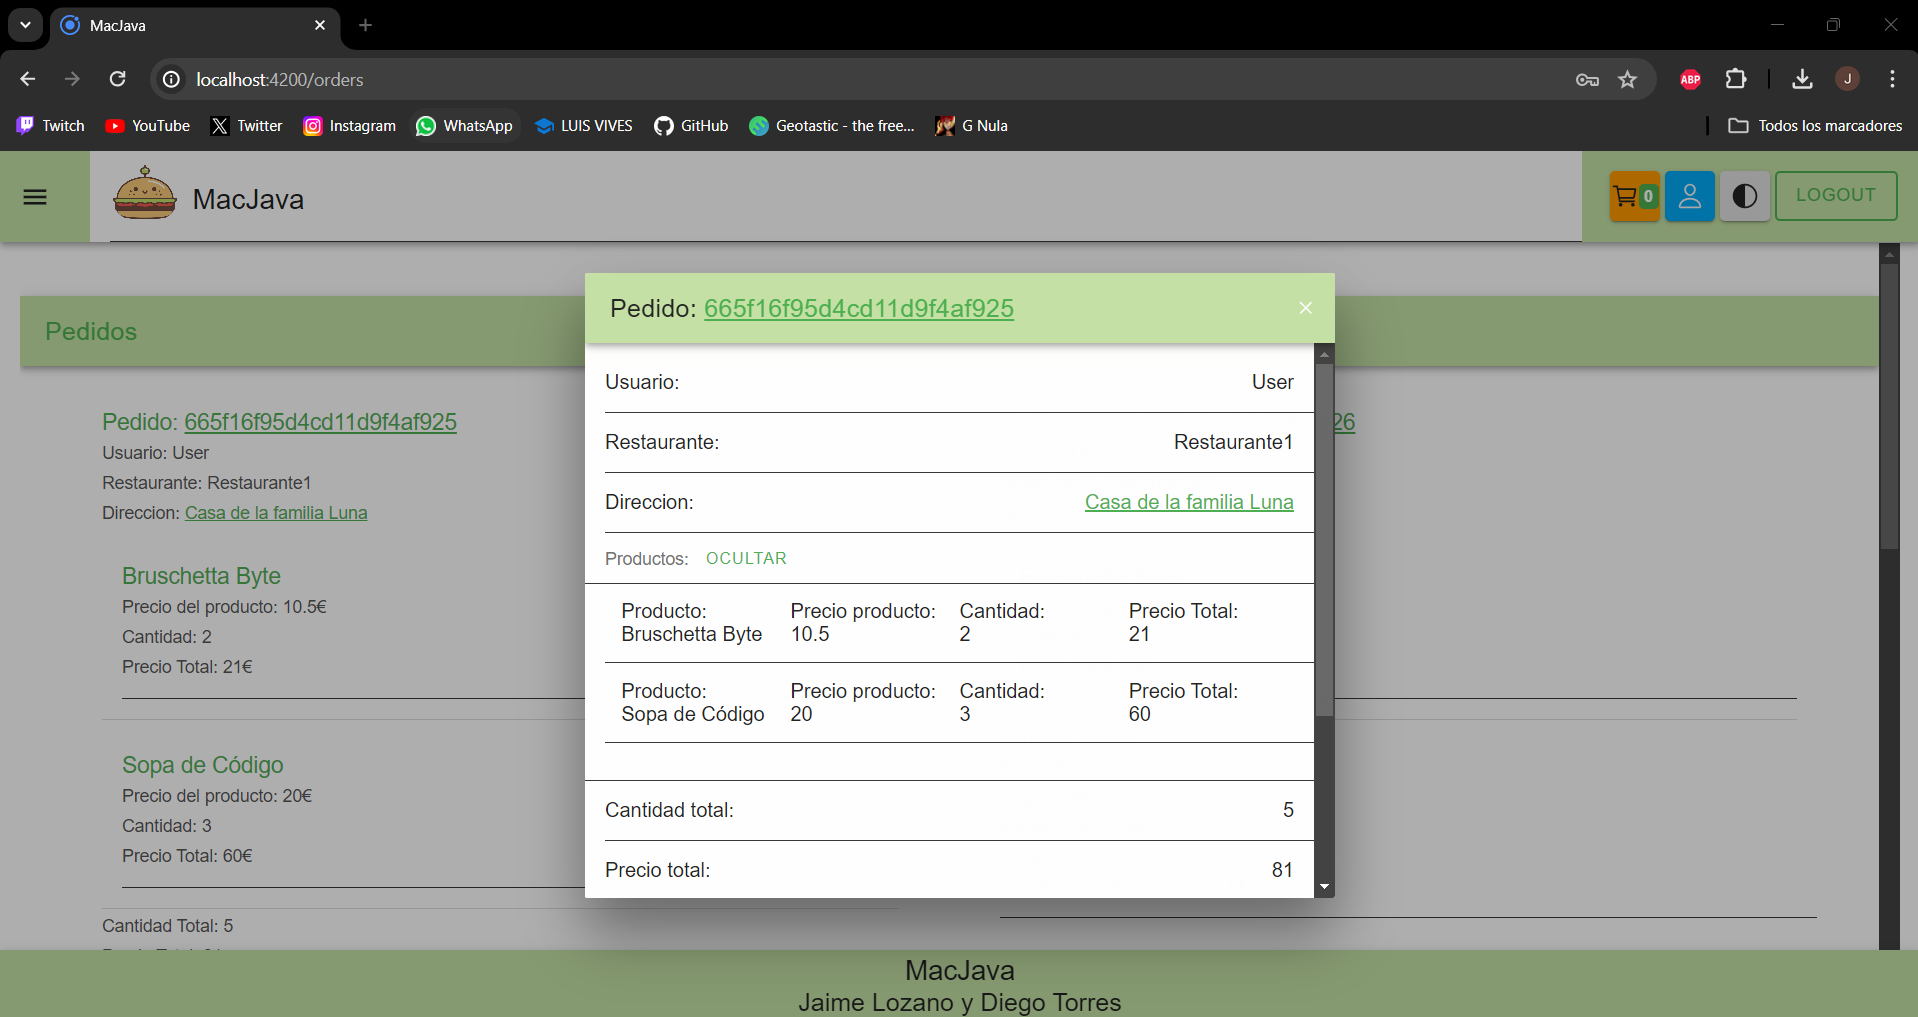 MacJava
localhost:4200/orders
ABP
J
Twitch
YouTube
Twitter
Instagram
WhatsApp
LUIS VIVES
GitHub
Geotastic - the free...
G Nula
Todos los marcadores
MacJava
0
LOGOUT
Pedidos
Pedido: 665f16f95d4cd11d9f4af925
Usuario: User
Restaurante: Restaurante1
Direccion: Casa de la familia Luna
Bruschetta Byte
Precio del producto: 10.5€
Cantidad: 2
Precio Total: 21€
Sopa de Código
Precio del producto: 20€
Cantidad: 3
Precio Total: 60€
Cantidad Total: 5
26
Pedido: 665f16f95d4cd11d9f4af925
Usuario: User
Restaurante: Restaurante1
Direccion: Casa de la familia Luna
Productos: OCULTAR
Producto: Precio producto: Cantidad: Precio Total:
Bruschetta Byte 10.5 2 21
Producto: Precio producto: Cantidad: Precio Total:
Sopa de Código 20 3 60
Cantidad total: 5
Precio total: 81
MacJava
Jaime Lozano y Diego Torres